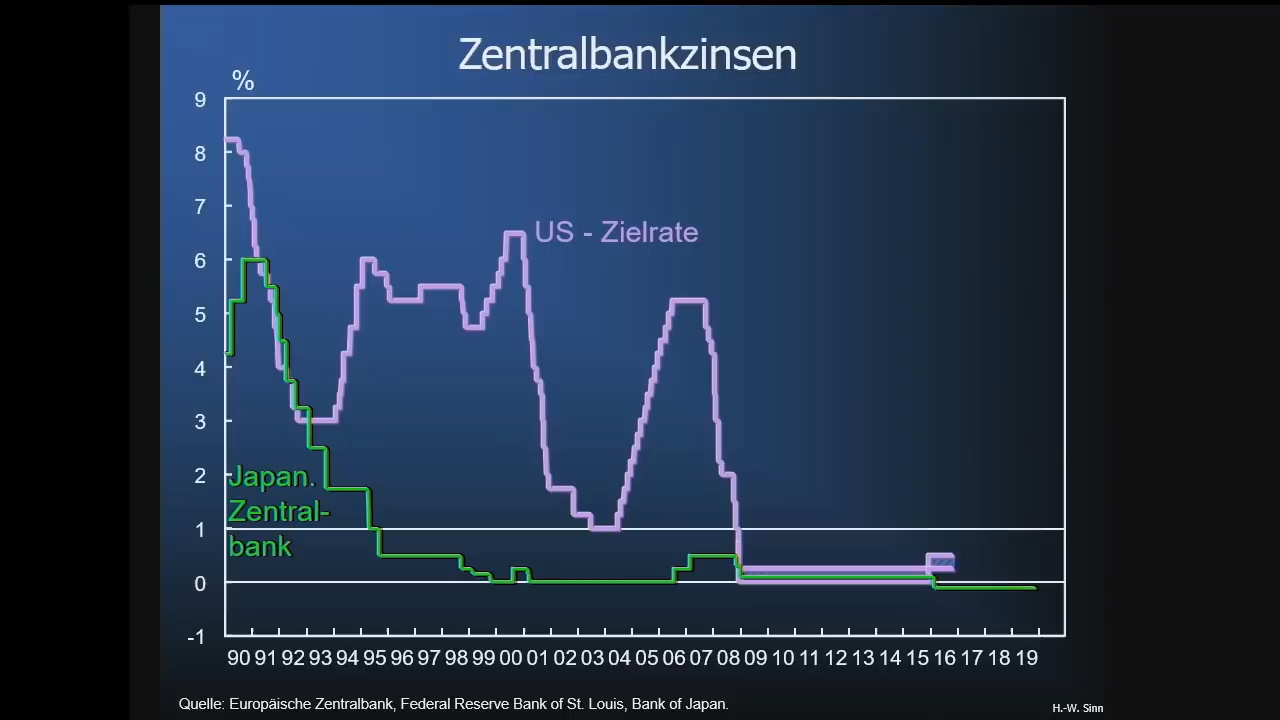 Zentralbankzinsen
%
9
8
7
6
5
4
3
2
1
0
-1
US - Zielrate
Japan.
Zentral-
bank
90 91 92 93 94 95 96 97 98 99 00 01 02 03 04 05 06 07 08 09 10 11 12 13 14 15 16 17 18 19
Quelle: Europäische Zentralbank, Federal Reserve Bank of St. Louis, Bank of Japan.
H.-W. Sinn